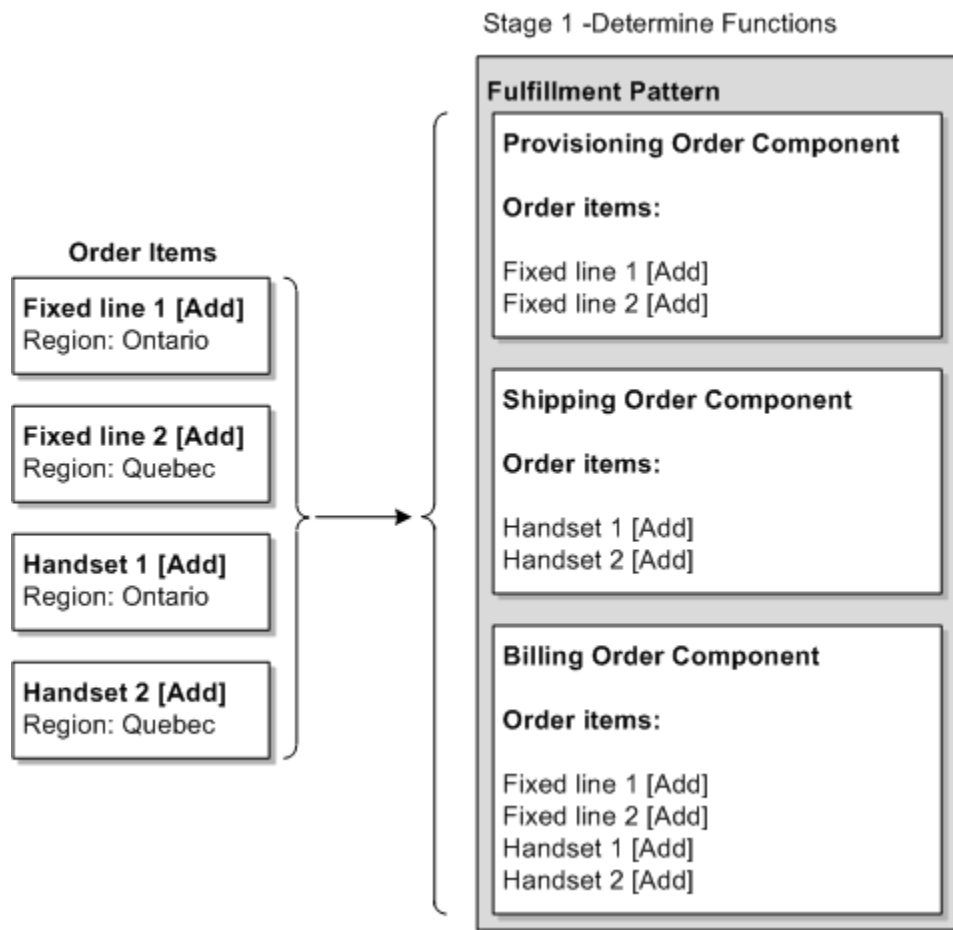 Stage 1 -Determine Functions
Order Items
Fixed line 1 [Add]
Region: Ontario
Fixed line 2 [Add]
Region: Quebec
Handset 1 [Add]
Region: Ontario
Handset 2 [Add]
Region: Quebec
Fulfillment Pattern
Provisioning Order Component
Order items:
Fixed line 1 [Add]
Fixed line 2 [Add]
Shipping Order Component
Order items:
Handset 1 [Add]
Handset 2 [Add]
Billing Order Component
Order items:
Fixed line 1 [Add]
Fixed line 2 [Add]
Handset 1 [Add]
Handset 2 [Add]